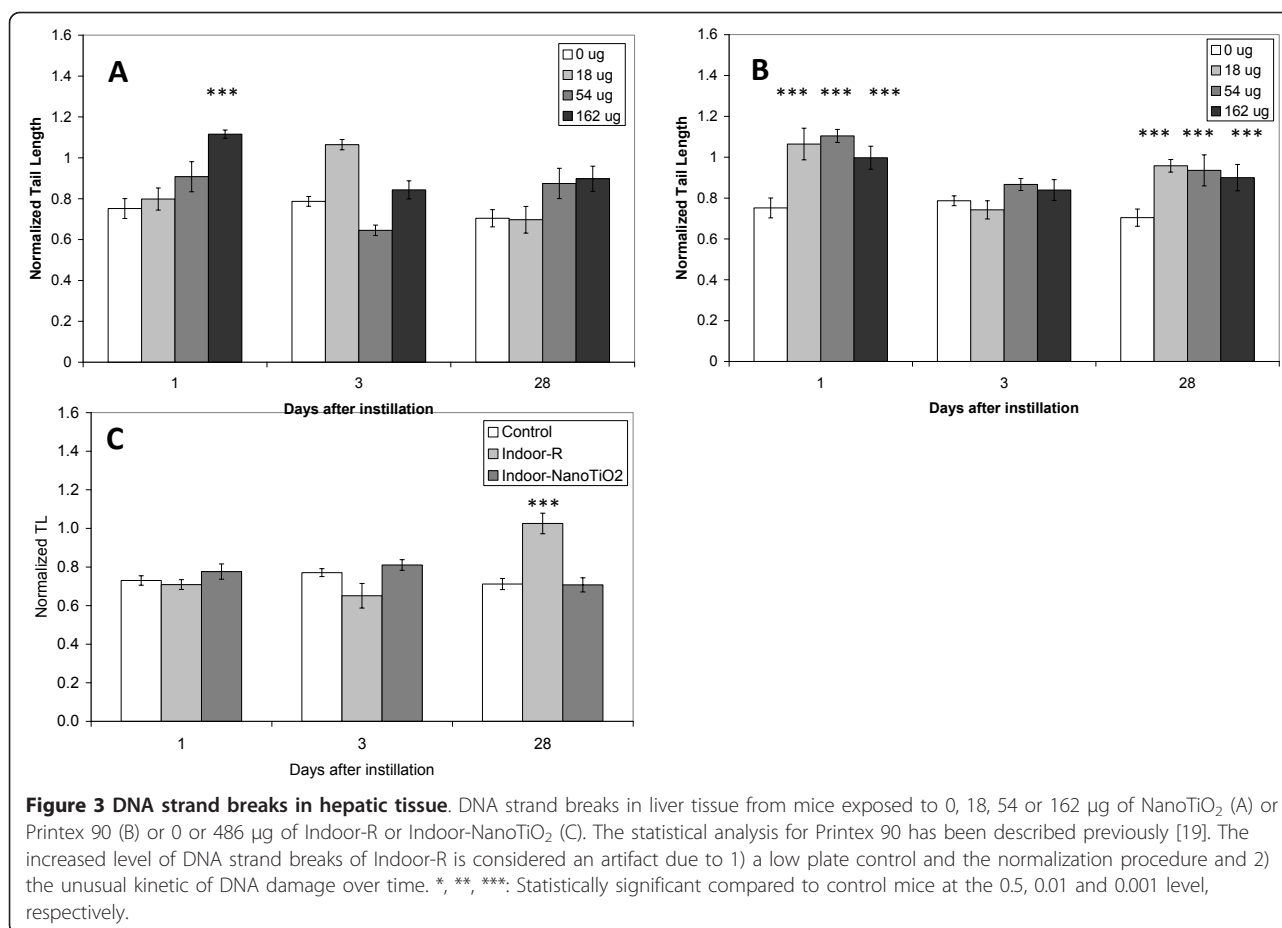 A
***
0 ug
18 ug
54 ug
162 ug
Normalized Tail Length
1.6
1.4
1.2
1
0.8
0.6
0.4
0.2
0
1
3
28
Days after instillation
B
*** *** ***
*** *** ***
0 ug
18 ug
54 ug
162 ug
Normalized Tail Length
1.6
1.4
1.2
1
0.8
0.6
0.4
0.2
0
1
3
28
Days after instillation
C
***
Control
Indoor-R
Indoor-NanoTiO2
Normalized TL
1.6
1.4
1.2
1.0
0.8
0.6
0.4
0.2
0.0
1
3
28
Days after instillation
Figure 3 DNA strand breaks in hepatic tissue. DNA strand breaks in liver tissue from mice exposed to 0, 18, 54 or 162 μg of NanoTiO₂ (A) or
Printex 90 (B) or 0 or 486 μg of Indoor-R or Indoor-NanoTiO₂ (C). The statistical analysis for Printex 90 has been described previously [19]. The
increased level of DNA strand breaks of Indoor-R is considered an artifact due to 1) a low plate control and the normalization procedure and 2)
the unusual kinetic of DNA damage over time. *, **, ***: Statistically significant compared to control mice at the 0.5, 0.01 and 0.001 level,
respectively.